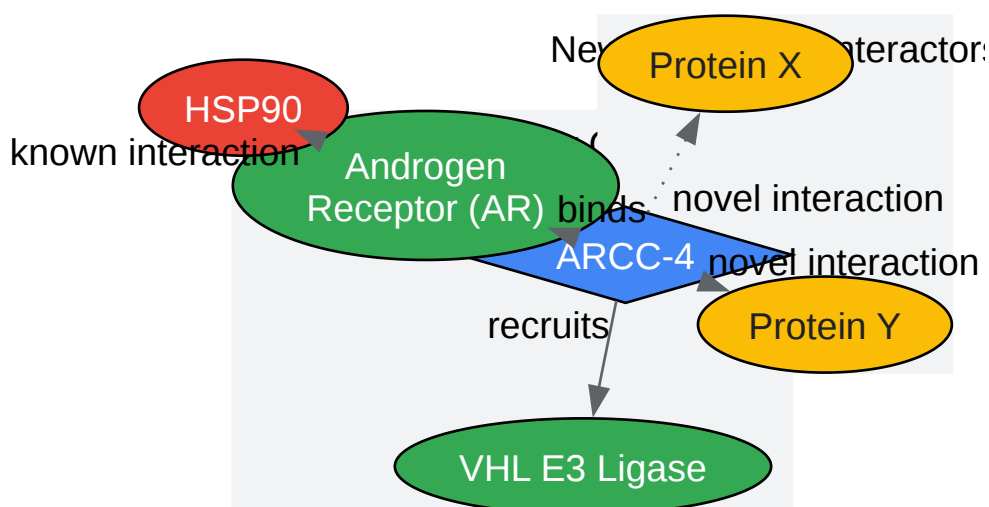 Protein X
HSP90
known interaction
Androgen
Receptor (AR)
binds
novel interaction
ARCC-4
novel interaction
recruits
Protein Y
VHL E3 Ligase